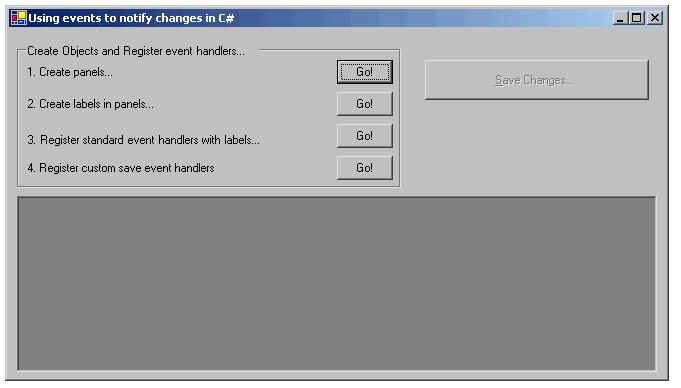 Using events to notify changes in C#
Create Objects and Register event handlers...
1. Create panels... Go!
Save Changes...
2. Create labels in panels... Go!
3. Register standard event handlers with labels... Go!
4. Register custom save event handlers Go!